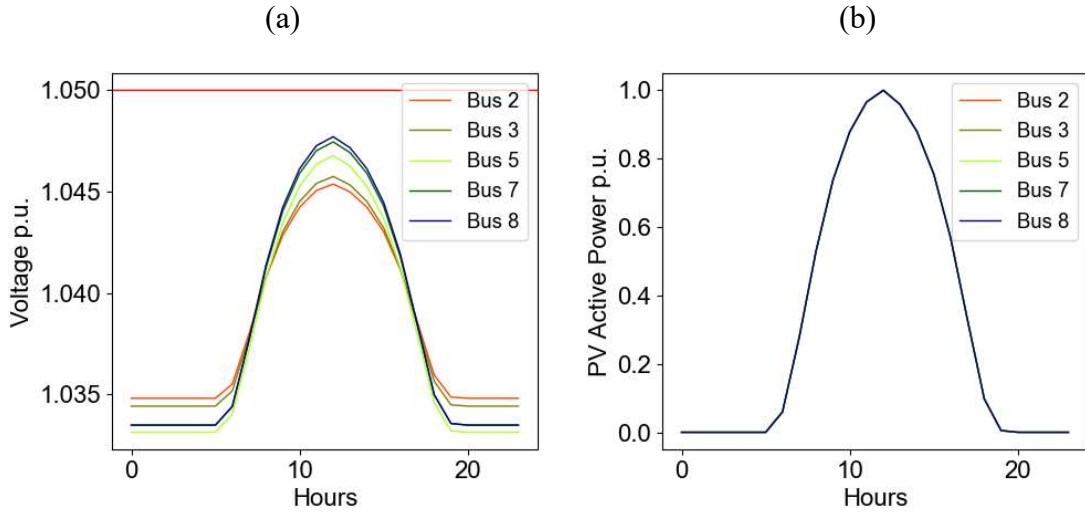 (a)
(b)
Voltage p.u.
1.050
1.045
1.040
1.035
0
10
20
Hours
Bus 2
Bus 3
Bus 5
Bus 7
Bus 8
PV Active Power p.u.
1.0
0.8
0.6
0.4
0.2
0.0
0
10
20
Hours
Bus 2
Bus 3
Bus 5
Bus 7
Bus 8